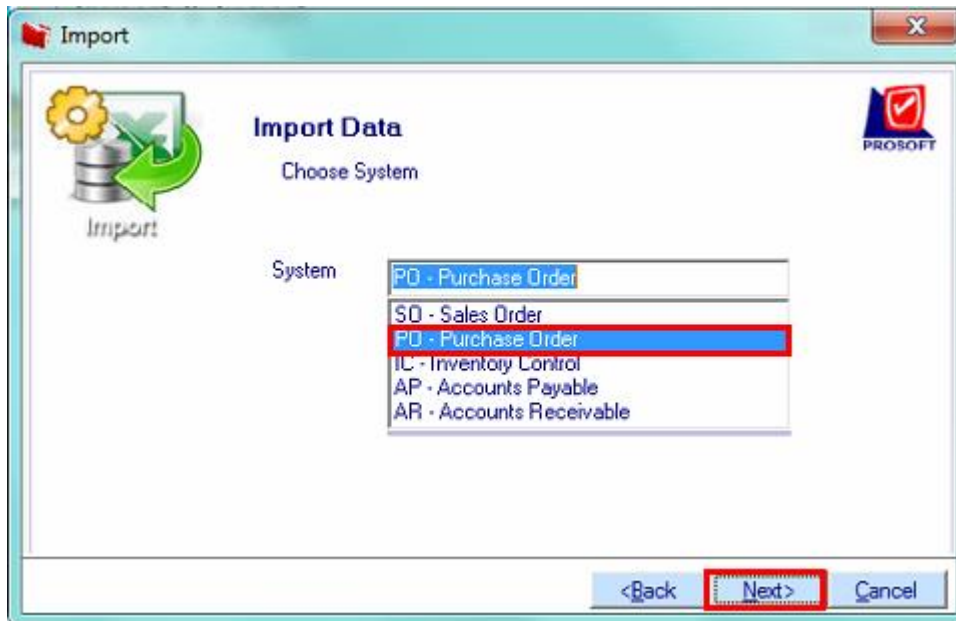 Import
Import Data
Choose System
PROSOFT
Import
System
PO - Purchase Order
SO - Sales Order
PO - Purchase Order
IC - Inventory Control
AP - Accounts Payable
AR - Accounts Receivable
<Back
Next>
Cancel